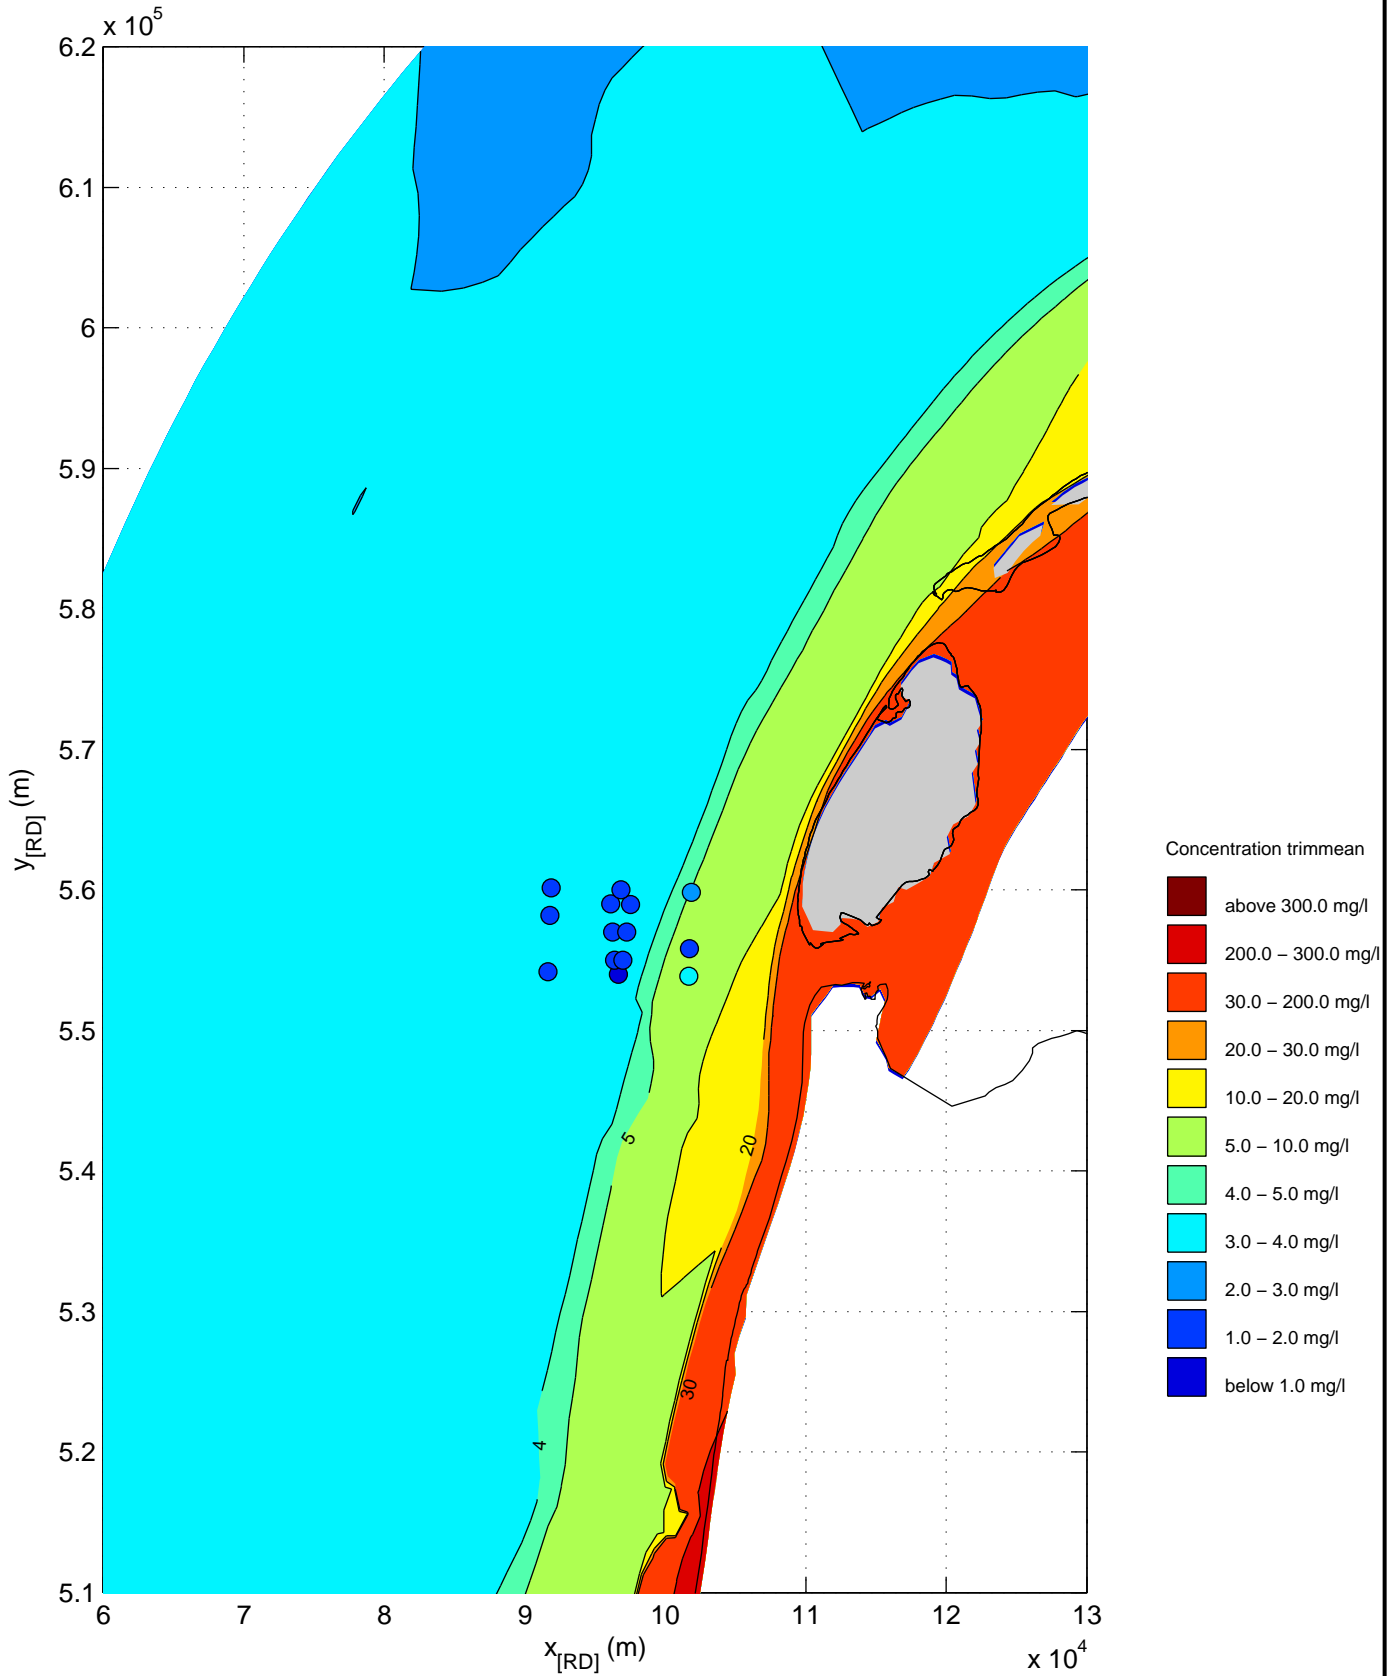 x 10^5
6.2
6.1
6
5.9
5.8
5.7
5.6
5.5
5.4
5.3
5.2
5.1
y[RD] (m)
5
20
30
4
6 7 8 9 10 11 12 13
x[RD] (m)
x 10^4
Concentration trimmean
above 300.0 mg/l
200.0 – 300.0 mg/l
30.0 – 200.0 mg/l
20.0 – 30.0 mg/l
10.0 – 20.0 mg/l
5.0 – 10.0 mg/l
4.0 – 5.0 mg/l
3.0 – 4.0 mg/l
2.0 – 3.0 mg/l
1.0 – 2.0 mg/l
below 1.0 mg/l